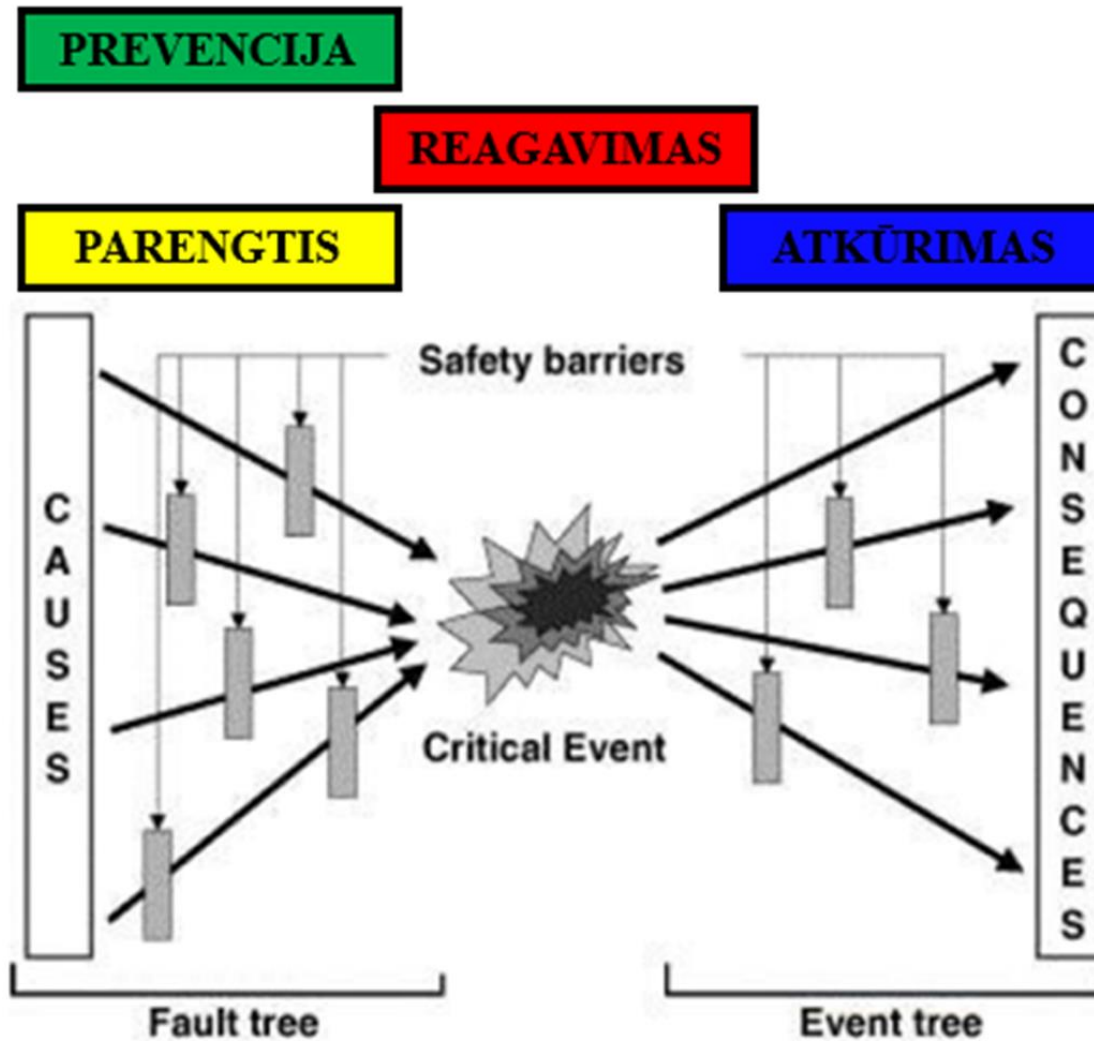 PREVENCIJA
REAGAVIMAS
PARENGTIS
ATKŪRIMAS
Safety barriers
CAUSES
Critical Event
CONSEQUENCES
Fault tree
Event tree